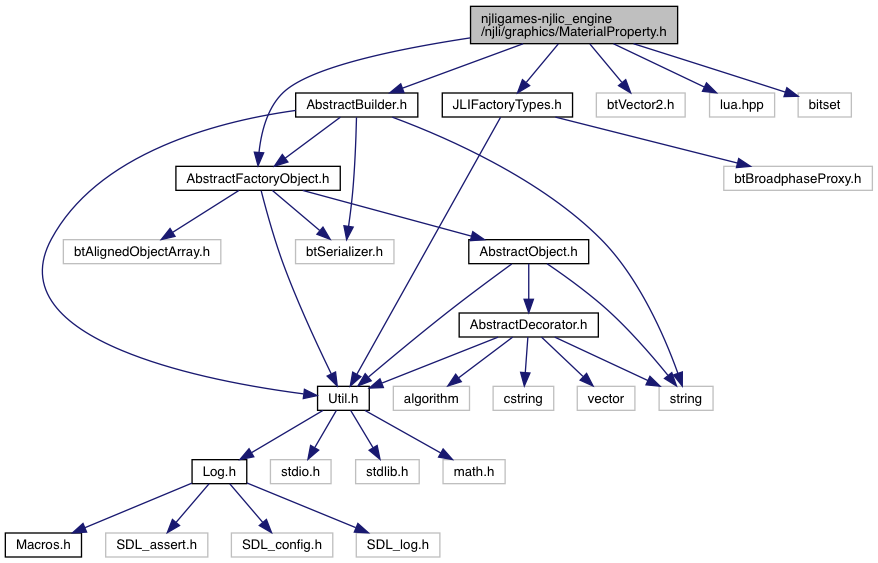 njligames-njlic_engine
/njli/graphics/MaterialProperty.h
AbstractBuilder.h
JLIFactoryTypes.h
btVector2.h
lua.hpp
bitset
AbstractFactoryObject.h
btBroadphaseProxy.h
btAlignedObjectArray.h
btSerializer.h
AbstractObject.h
AbstractDecorator.h
Util.h
algorithm
cstring
vector
string
Log.h
stdio.h
stdlib.h
math.h
Macros.h
SDL_assert.h
SDL_config.h
SDL_log.h